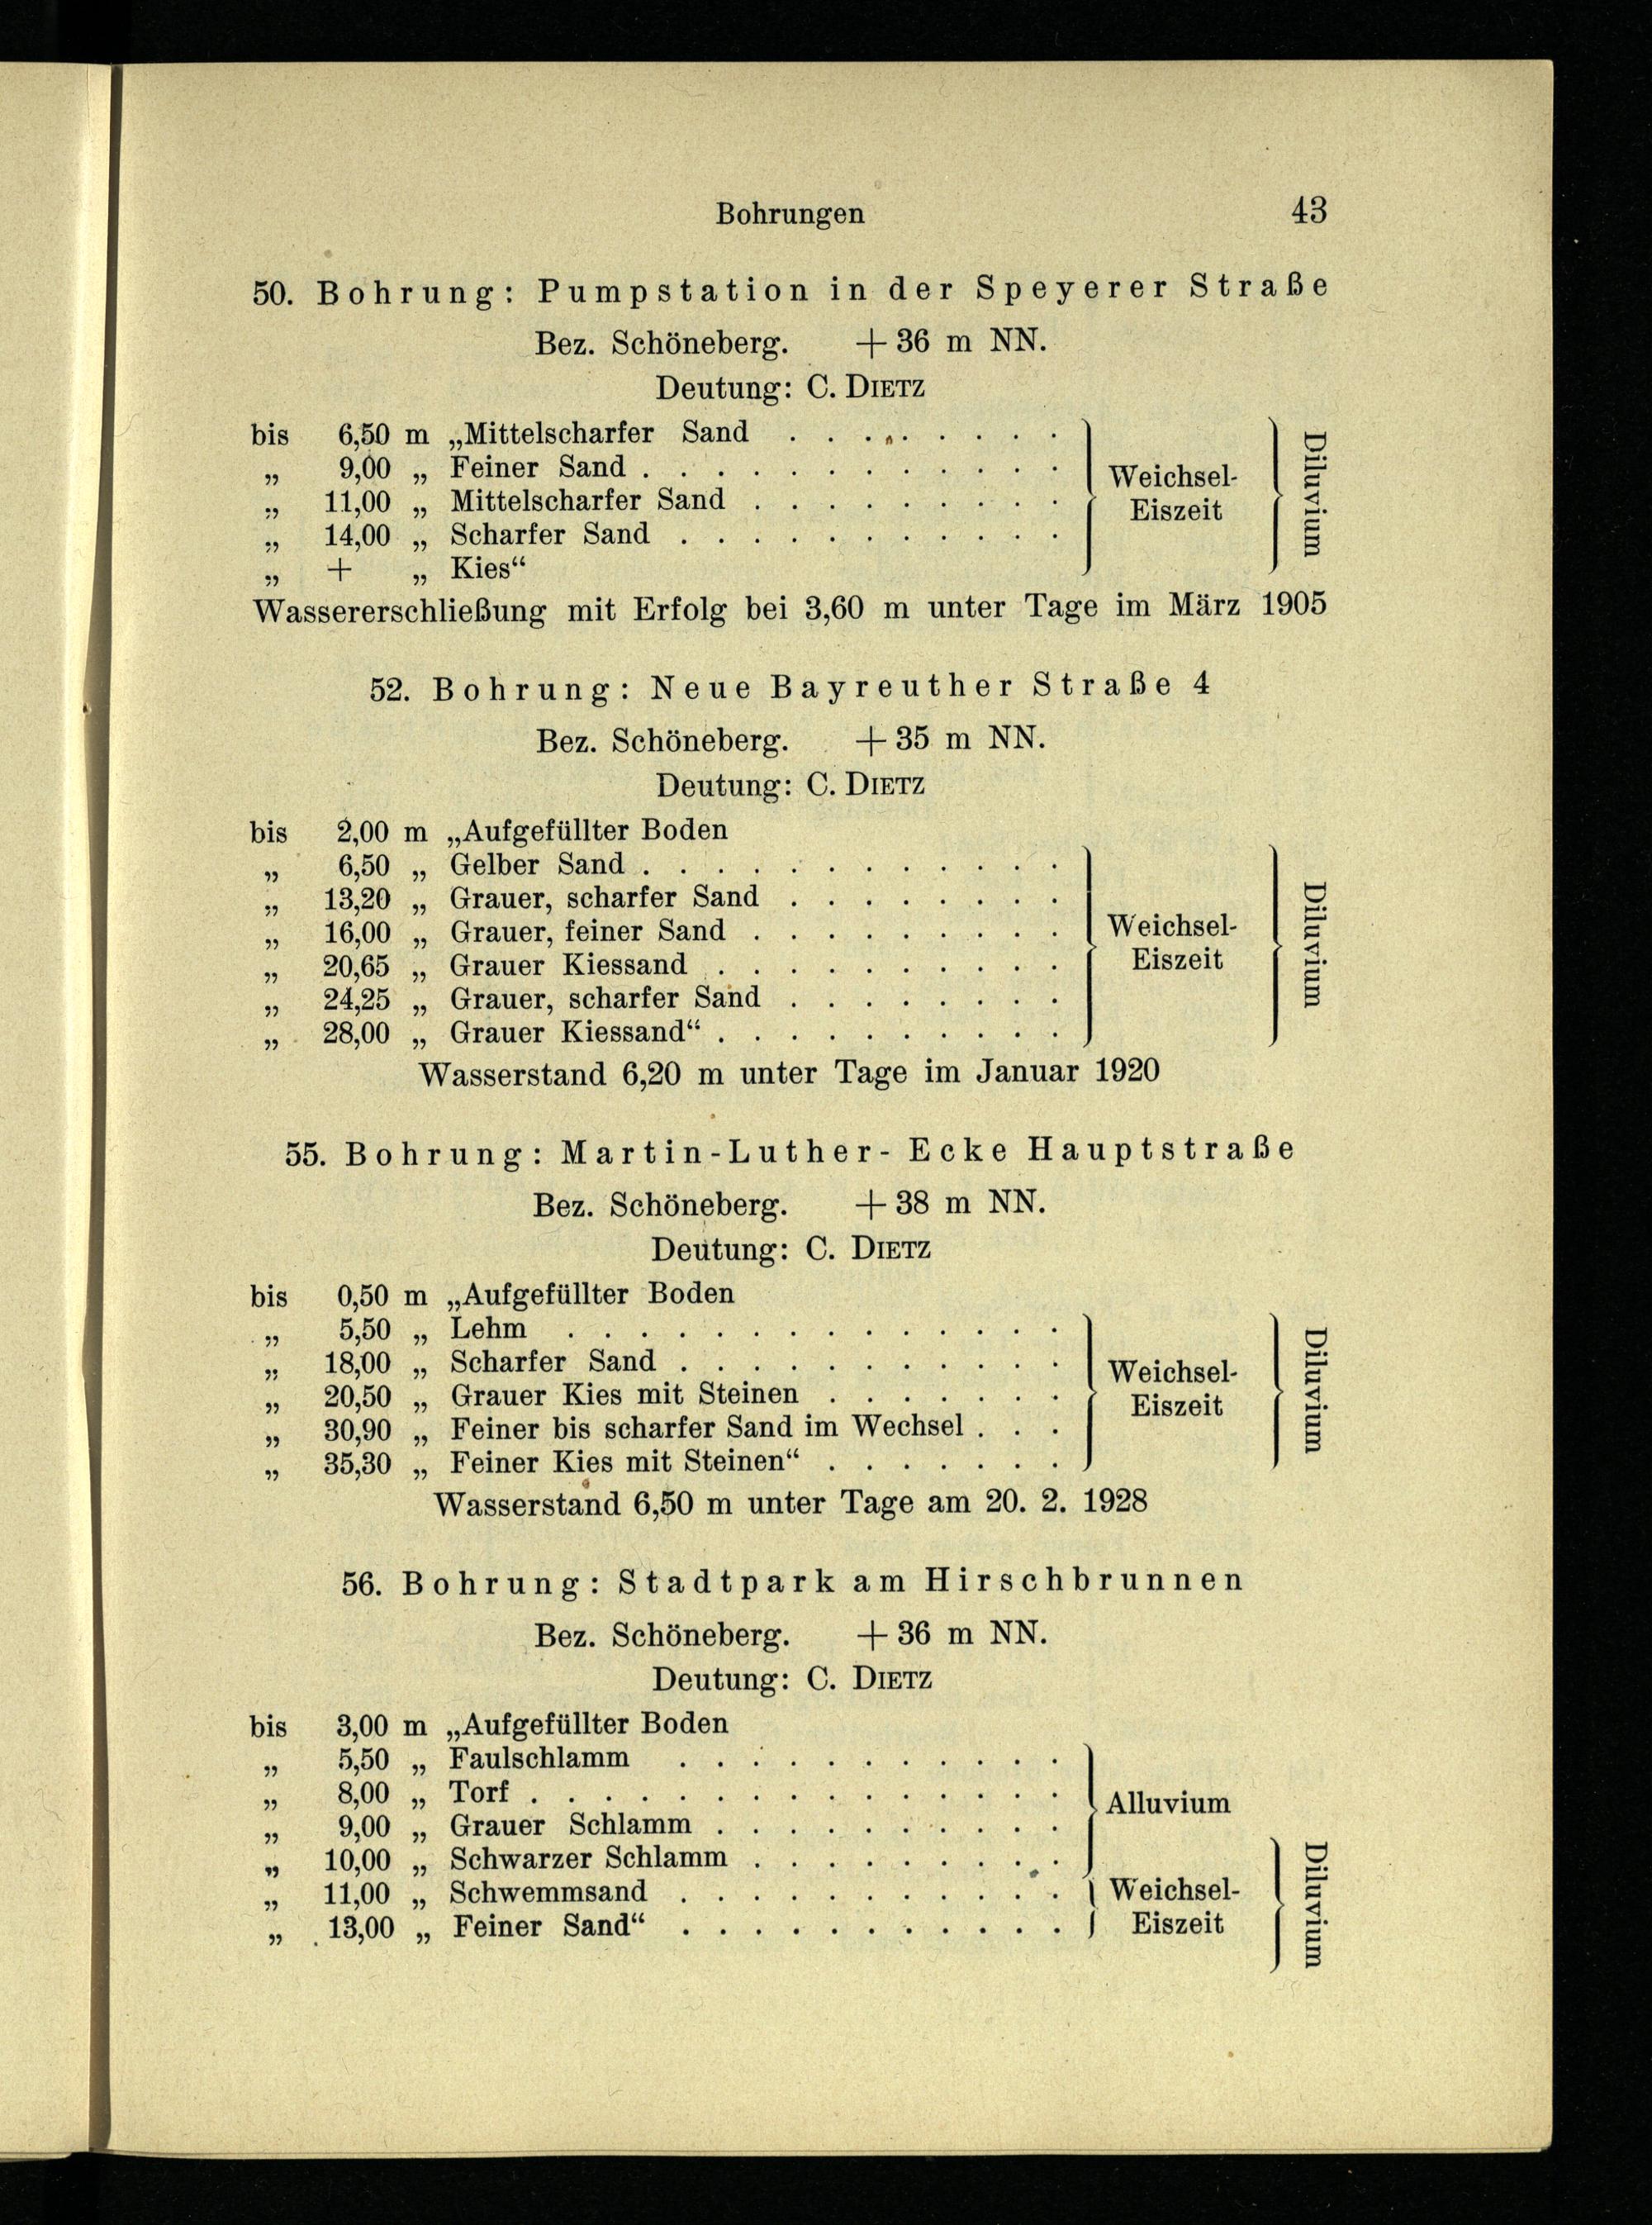 Bohrungen 43
50. Bohrung: Pumpstation in der Speyerer Straße
Bez. Schöneberg. + 36 m NN.
Deutung: C. DIETZ
bis 6,50 m „Mittelscharfer Sand . . . . . . . . Weichsel-Eiszeit Diluvium
„ 9,00 „ Feiner Sand . . . . . . . . . . . .
„ 11,00 „ Mittelscharfer Sand . . . . . . . . .
„ 14,00 „ Scharfer Sand . . . . . . . . . . .
„ + „ Kies“
Wassererschließung mit Erfolg bei 3,60 m unter Tage im März 1905
52. Bohrung: Neue Bayreuther Straße 4
Bez. Schöneberg. + 35 m NN.
Deutung: C. DIETZ
bis 2,00 m „Aufgefüllter Boden
„ 6,50 „ Gelber Sand . . . . . . . . . . . . Weichsel-Eiszeit Diluvium
„ 13,20 „ Grauer, scharfer Sand . . . . . . . .
„ 16,00 „ Grauer, feiner Sand . . . . . . . . .
„ 20,65 „ Grauer Kiessand . . . . . . . . . .
„ 24,25 „ Grauer, scharfer Sand . . . . . . . .
„ 28,00 „ Grauer Kiessand“ . . . . . . . . . .
Wasserstand 6,20 m unter Tage im Januar 1920
55. Bohrung: Martin-Luther- Ecke Hauptstraße
Bez. Schöneberg. + 38 m NN.
Deutung: C. DIETZ
bis 0,50 m „Aufgefüllter Boden
„ 5,50 „ Lehm . . . . . . . . . . . . . . Weichsel-Eiszeit Diluvium
„ 18,00 „ Scharfer Sand . . . . . . . . . . .
„ 20,50 „ Grauer Kies mit Steinen . . . . . . .
„ 30,90 „ Feiner bis scharfer Sand im Wechsel . . .
„ 35,30 „ Feiner Kies mit Steinen“ . . . . . . .
Wasserstand 6,50 m unter Tage am 20. 2. 1928
56. Bohrung: Stadtpark am Hirschbrunnen
Bez. Schöneberg. + 36 m NN.
Deutung: C. DIETZ
bis 3,00 m „Aufgefüllter Boden
„ 5,50 „ Faulschlamm . . . . . . . . . . . Alluvium
„ 8,00 „ Torf . . . . . . . . . . . . . . .
„ 9,00 „ Grauer Schlamm . . . . . . . . . .
„ 10,00 „ Schwarzer Schlamm . . . . . . . . .
„ 11,00 „ Schwemmsand . . . . . . . . . . . Weichsel-Eiszeit Diluvium
„ 13,00 „ Feiner Sand“ . . . . . . . . . . .